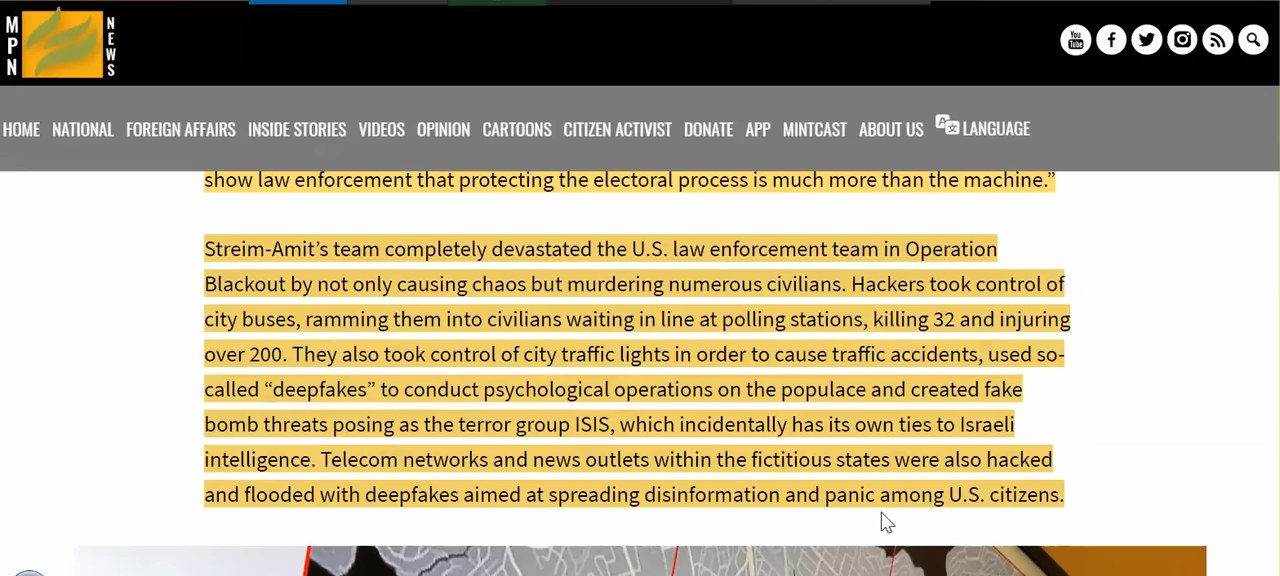 MPN NEWS
You Tube
HOME NATIONAL FOREIGN AFFAIRS INSIDE STORIES VIDEOS OPINION CARTOONS CITIZEN ACTIVIST DONATE APP MINTCAST ABOUT US LANGUAGE
show law enforcement that protecting the electoral process is much more than the machine.”
Streim-Amit’s team completely devastated the U.S. law enforcement team in Operation
Blackout by not only causing chaos but murdering numerous civilians. Hackers took control of
city buses, ramming them into civilians waiting in line at polling stations, killing 32 and injuring
over 200. They also took control of city traffic lights in order to cause traffic accidents, used so-
called “deepfakes” to conduct psychological operations on the populace and created fake
bomb threats posing as the terror group ISIS, which incidentally has its own ties to Israeli
intelligence. Telecom networks and news outlets within the fictitious states were also hacked
and flooded with deepfakes aimed at spreading disinformation and panic among U.S. citizens.